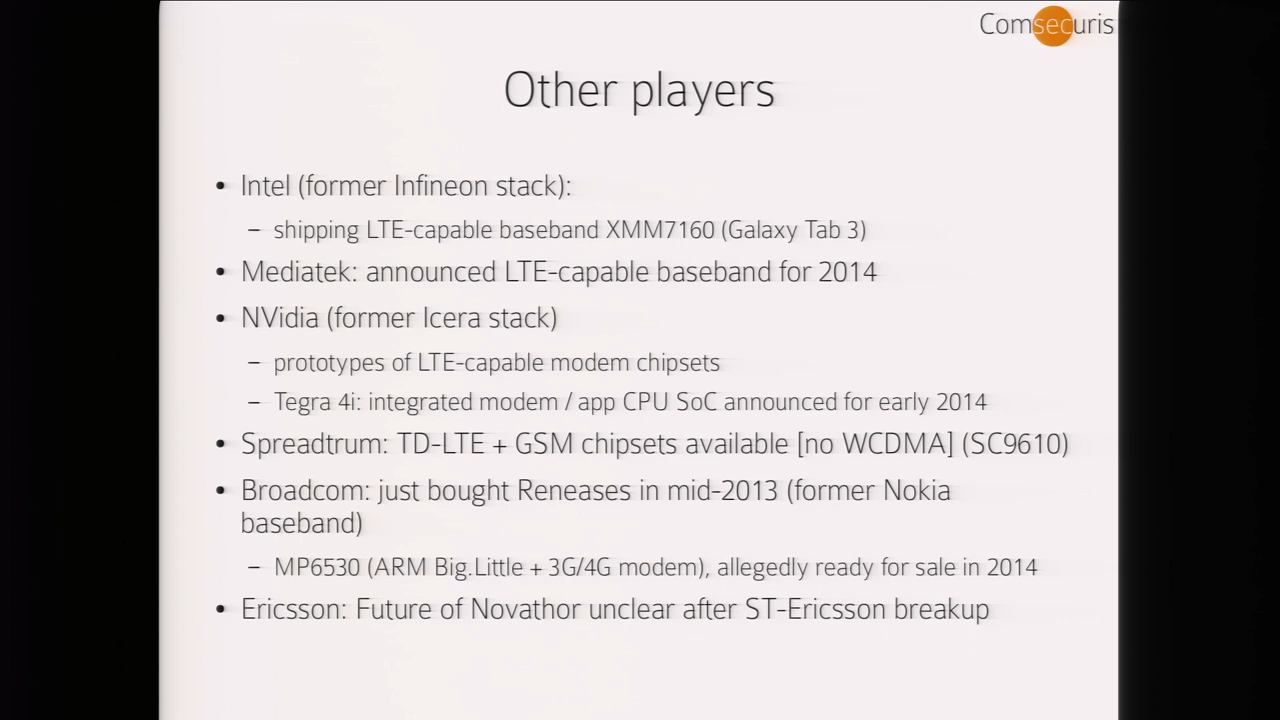 Comsecuris
Other players
• Intel (former Infineon stack):
– shipping LTE-capable baseband XMM7160 (Galaxy Tab 3)
• Mediatek: announced LTE-capable baseband for 2014
• NVidia (former Icera stack)
– prototypes of LTE-capable modem chipsets
– Tegra 4i: integrated modem / app CPU SoC announced for early 2014
• Spreadtrum: TD-LTE + GSM chipsets available [no WCDMA] (SC9610)
• Broadcom: just bought Reneases in mid-2013 (former Nokia
baseband)
– MP6530 (ARM Big.Little + 3G/4G modem), allegedly ready for sale in 2014
• Ericsson: Future of Novathor unclear after ST-Ericsson breakup